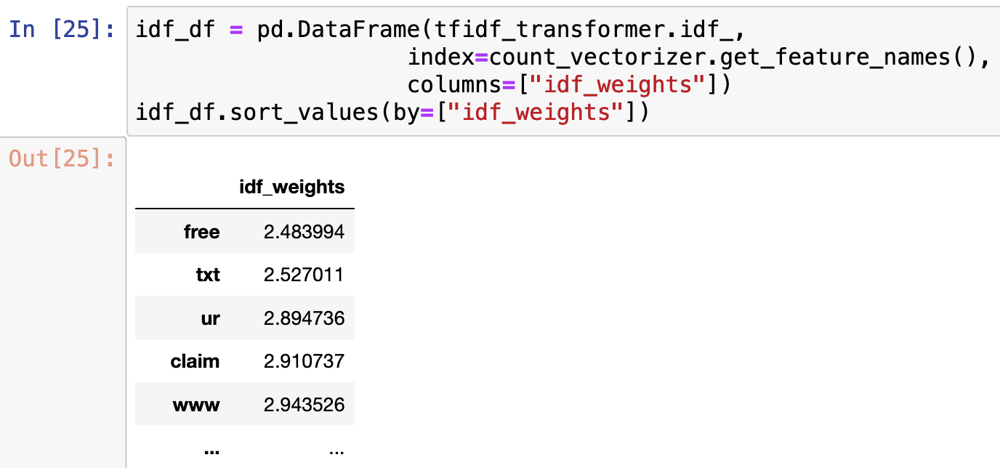 In [25]: idf_df = pd.DataFrame(tfidf_transformer.idf_,
index=count_vectorizer.get_feature_names(),
columns=["idf_weights"])
idf_df.sort_values(by=["idf_weights"])
Out[25]:
idf_weights
free 2.483994
txt 2.527011
ur 2.894736
claim 2.910737
www 2.943526
... ...